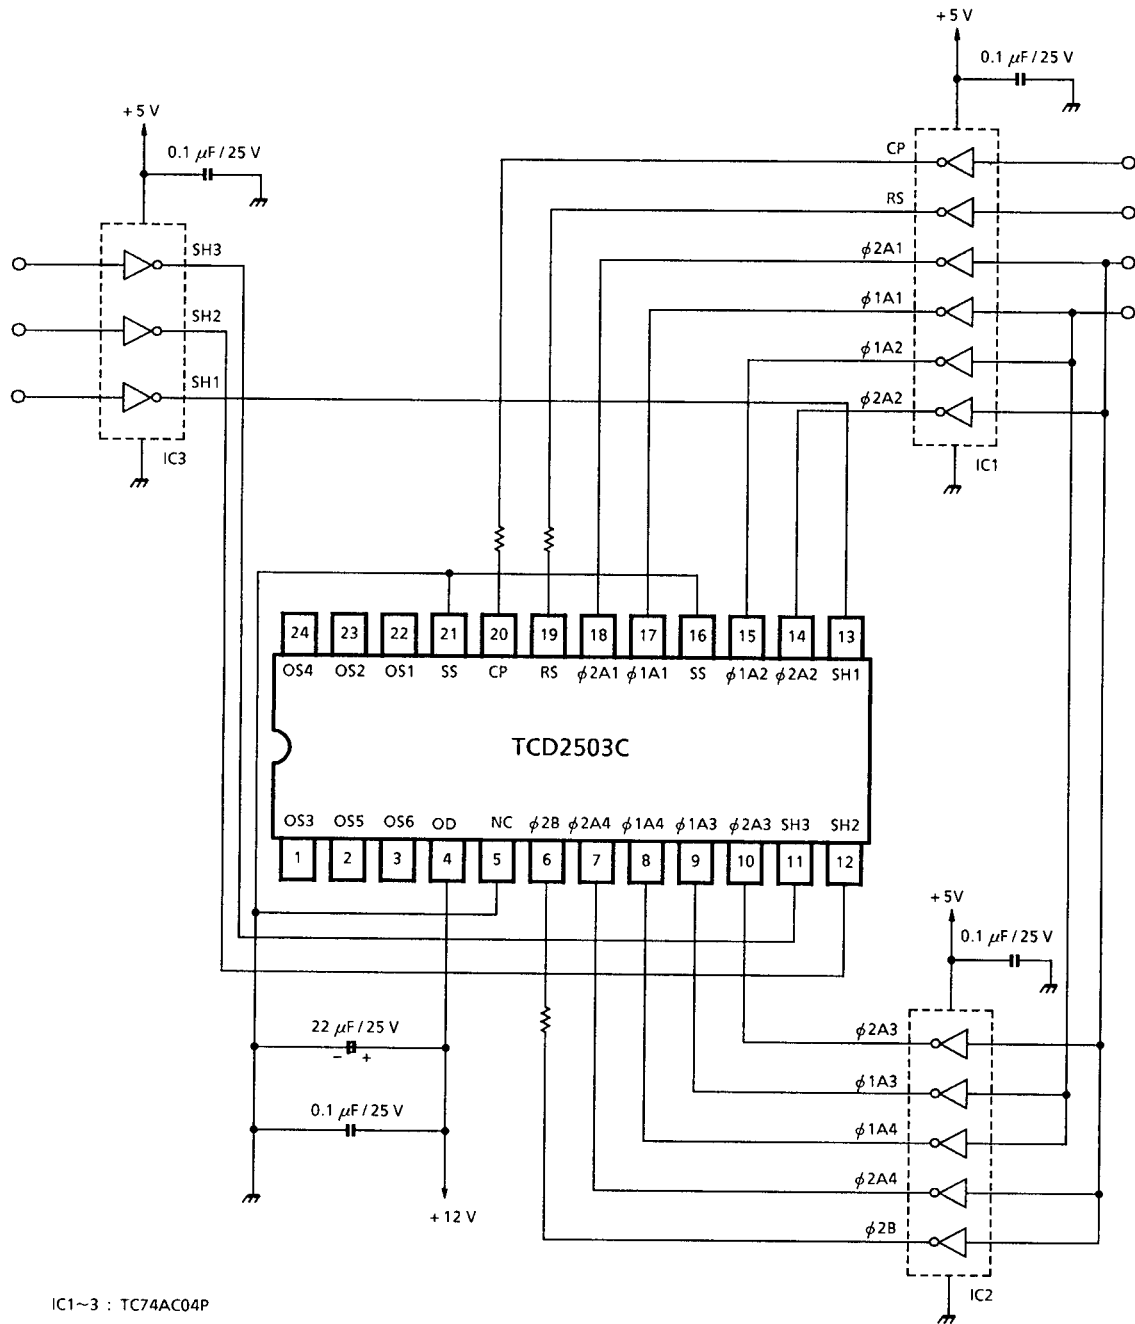 +5 V
0.1 μF/25 V
+5 V
0.1 μF/25 V
CP
RS
SH3
ϕ2A1
ϕ1A1
SH2
ϕ1A2
SH1
ϕ2A2
IC3
IC1
24 23 22 21 20 19 18 17 16 15 14 13
OS4 OS2 OS1 SS CP RS ϕ2A1 ϕ1A1 SS ϕ1A2 ϕ2A2 SH1
TCD2503C
OS3 OS5 OS6 OD NC ϕ2B ϕ2A4 ϕ1A4 ϕ1A3 ϕ2A3 SH3 SH2
1 2 3 4 5 6 7 8 9 10 11 12
+5V
0.1 μF/25 V
22 μF/25 V
− +
ϕ2A3
ϕ1A3
0.1 μF/25 V
ϕ1A4
ϕ2A4
+12 V
ϕ2B
IC2
IC1~3 : TC74AC04P